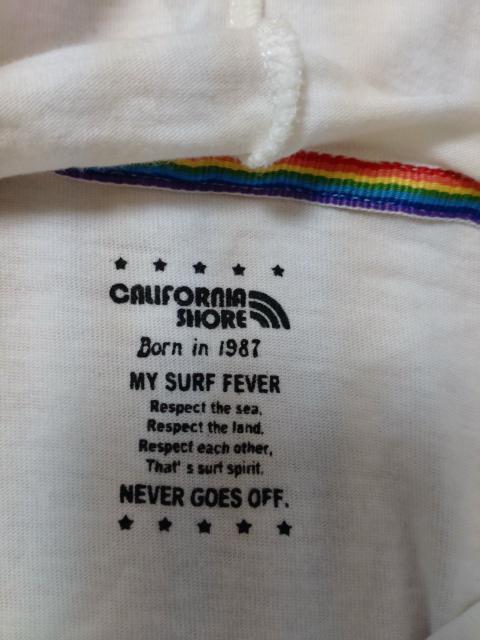 CALIFORNIA
SHORE
Born in 1987
MY SURF FEVER
Respect the sea,
Respect the land.
Respect each other,
That' s surf spirit.
NEVER GOES OFF.